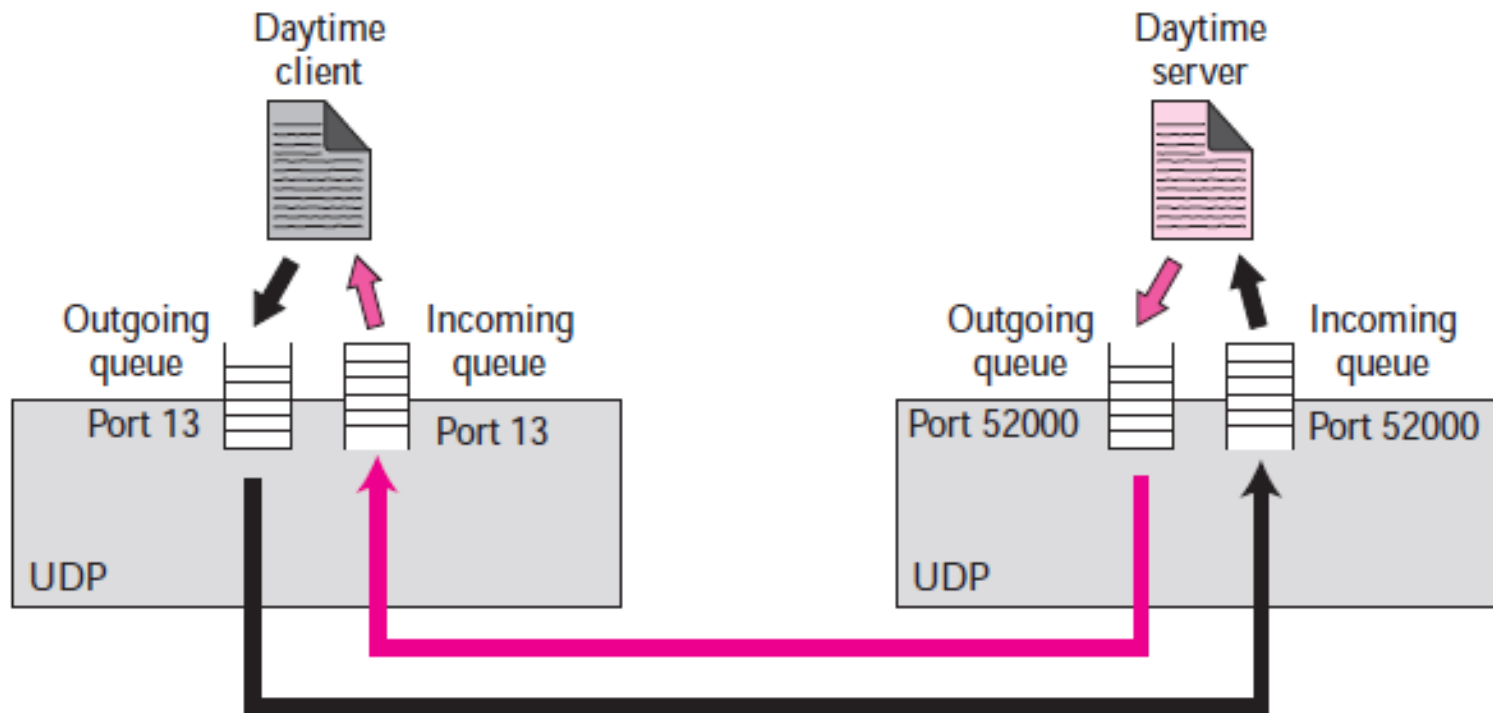 Daytime
client
Daytime
server
Outgoing
queue
Incoming
queue
Outgoing
queue
Incoming
queue
Port 13
Port 13
Port 52000
Port 52000
UDP
UDP